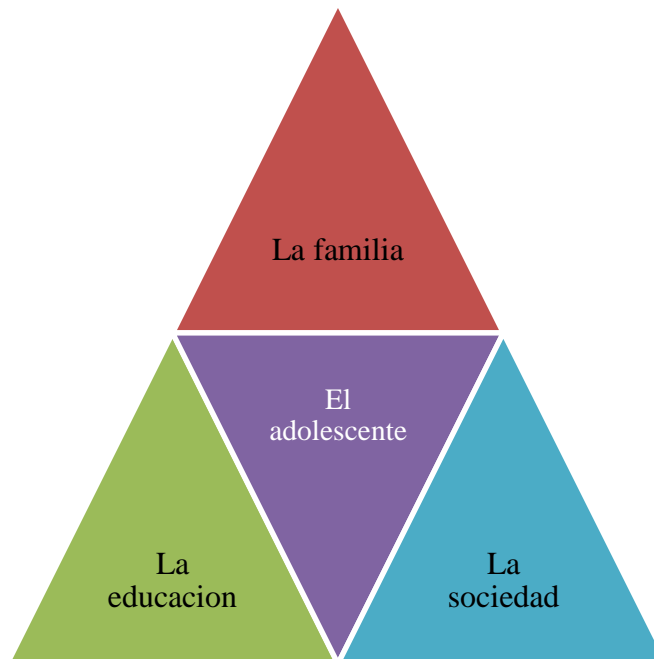 La familia
El
adolescente
La
educacion
La
sociedad